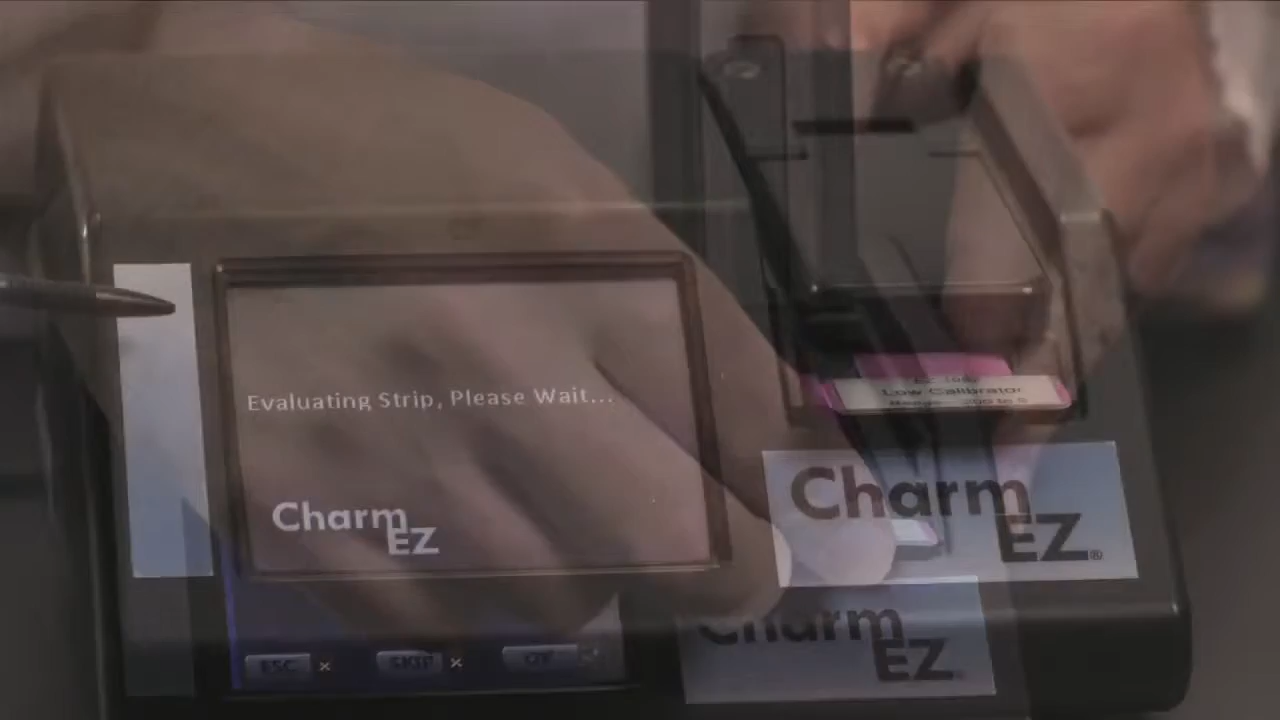 Evaluating Strip, Please Wait...
Charm
EZ
Low Calibrator
Charm
EZ®
Charm
EZ
ESC
SKIP